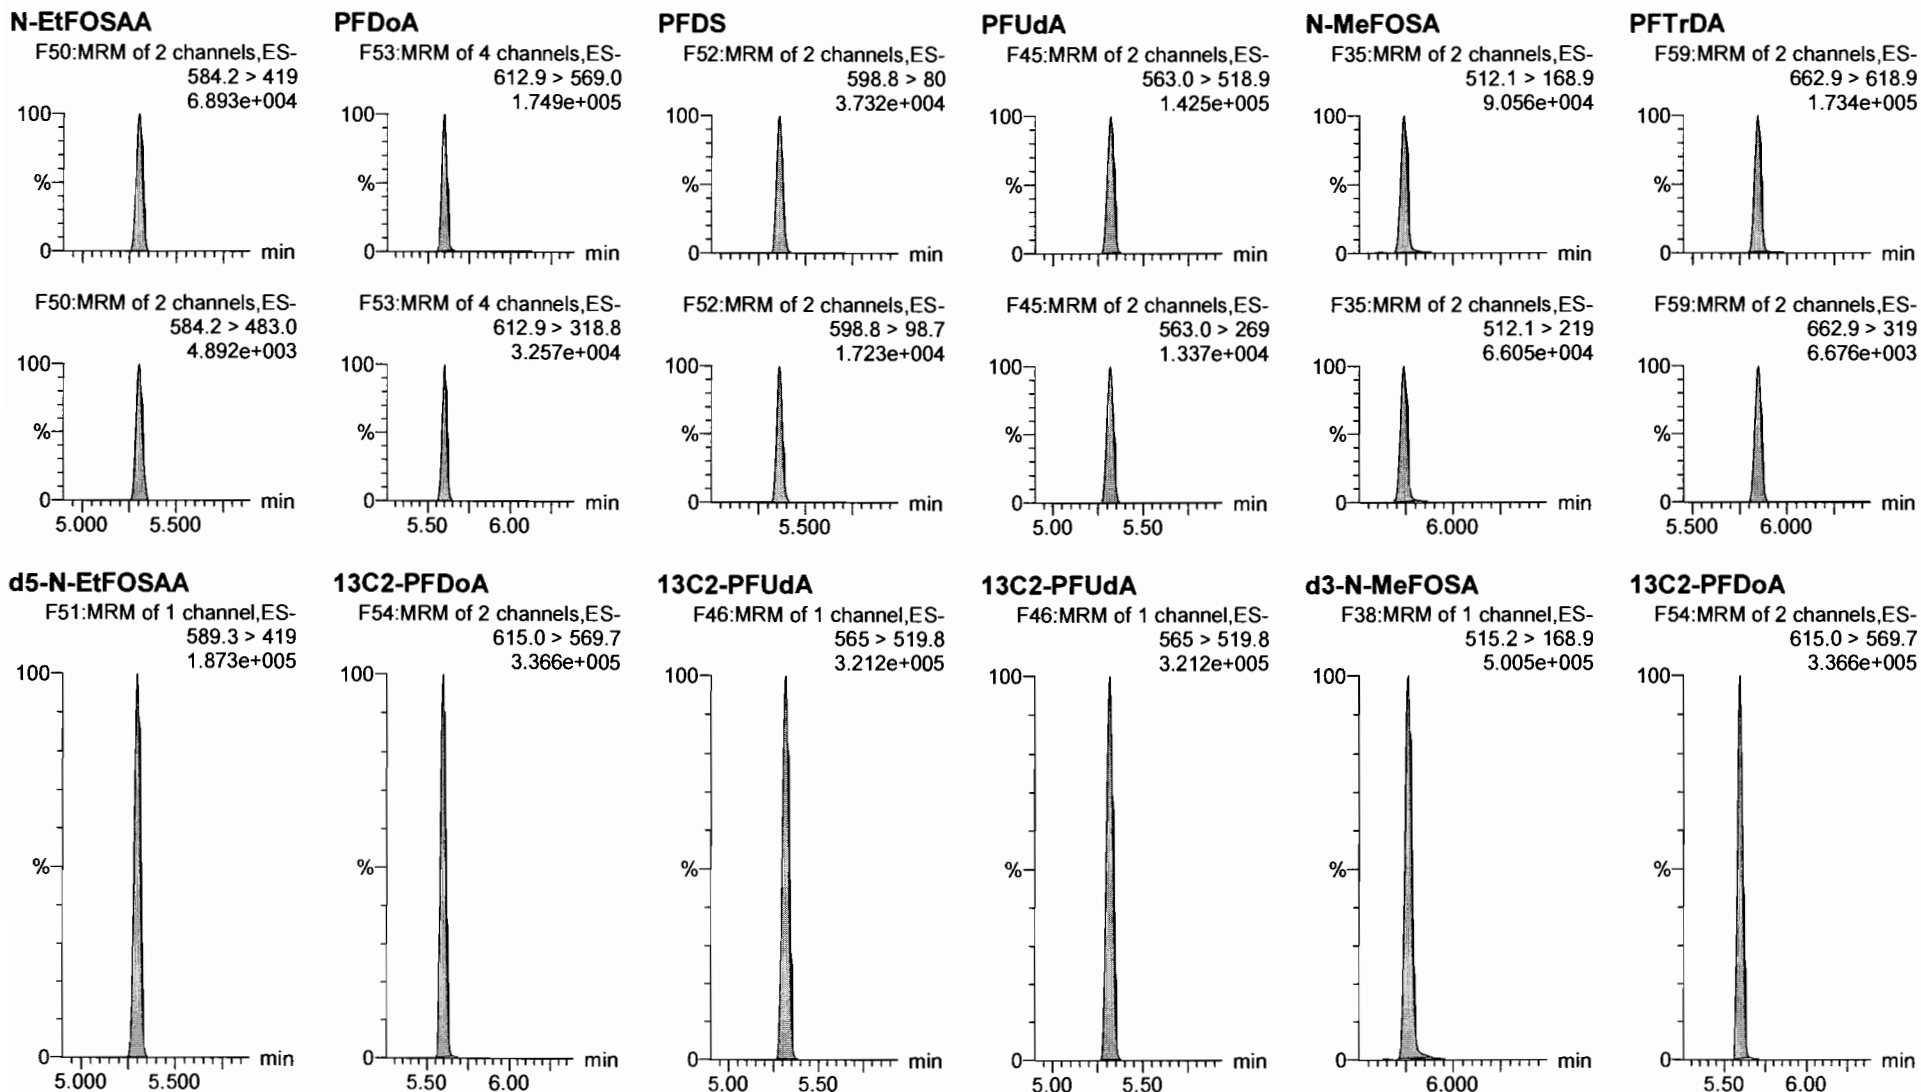 N-EtFOSAA
F50:MRM of 2 channels,ES-
584.2 > 419
6.893e+004
100
%
0
min
F50:MRM of 2 channels,ES-
584.2 > 483.0
4.892e+003
100
%
0
min
5.000 5.500
PFDoA
F53:MRM of 4 channels,ES-
612.9 > 569.0
1.749e+005
100
%
0
min
F53:MRM of 4 channels,ES-
612.9 > 318.8
3.257e+004
100
%
0
min
5.50 6.00
PFDS
F52:MRM of 2 channels,ES-
598.8 > 80
3.732e+004
100
%
0
min
F52:MRM of 2 channels,ES-
598.8 > 98.7
1.723e+004
100
%
0
min
5.500
PFUdA
F45:MRM of 2 channels,ES-
563.0 > 518.9
1.425e+005
100
%
0
min
F45:MRM of 2 channels,ES-
563.0 > 269
1.337e+004
100
%
0
min
5.00 5.50
N-MeFOSA
F35:MRM of 2 channels,ES-
512.1 > 168.9
9.056e+004
100
%
0
min
F35:MRM of 2 channels,ES-
512.1 > 219
6.605e+004
100
%
0
min
6.000
PFTrDA
F59:MRM of 2 channels,ES-
662.9 > 618.9
1.734e+005
100
%
0
min
F59:MRM of 2 channels,ES-
662.9 > 319
6.676e+003
100
%
0
min
5.500 6.000
d5-N-EtFOSAA
F51:MRM of 1 channel,ES-
589.3 > 419
1.873e+005
100
%
0
min
5.000 5.500
13C2-PFDoA
F54:MRM of 2 channels,ES-
615.0 > 569.7
3.366e+005
100
%
0
min
5.50 6.00
13C2-PFUdA
F46:MRM of 1 channel,ES-
565 > 519.8
3.212e+005
100
%
0
min
5.00 5.50
13C2-PFUdA
F46:MRM of 1 channel,ES-
565 > 519.8
3.212e+005
100
%
0
min
5.00 5.50
d3-N-MeFOSA
F38:MRM of 1 channel,ES-
515.2 > 168.9
5.005e+005
100
%
0
min
6.000
13C2-PFDoA
F54:MRM of 2 channels,ES-
615.0 > 569.7
3.366e+005
100
%
0
min
5.50 6.00